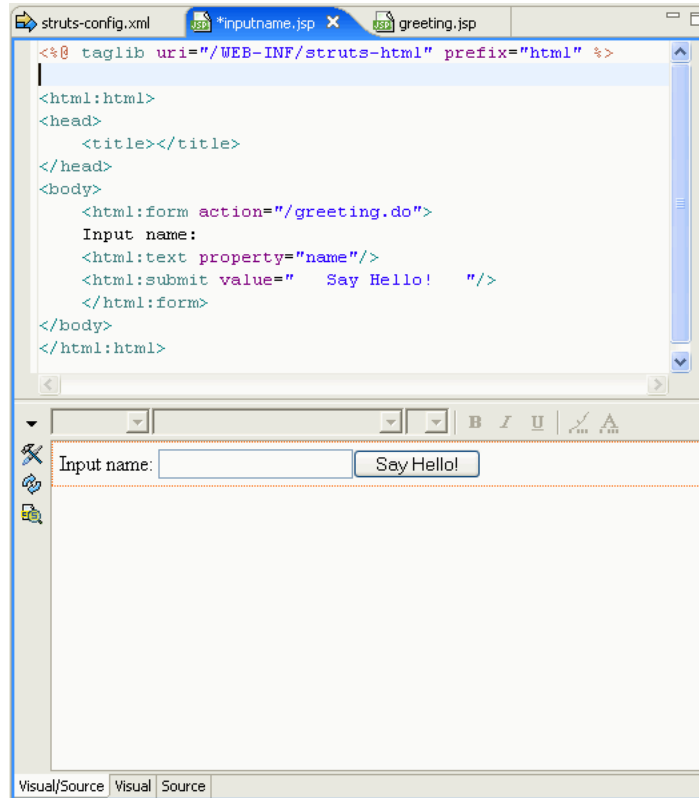 struts-config.xml *inputname.jsp greeting.jsp
<%@ taglib uri="/WEB-INF/struts-html" prefix="html" %>
<html:html>
<head>
<title></title>
</head>
<body>
<html:form action="/greeting.do">
Input name:
<html:text property="name"/>
<html:submit value="   Say Hello!   "/>
</html:form>
</body>
</html:html>
B I U A
Input name: Say Hello!
Visual/Source Visual Source